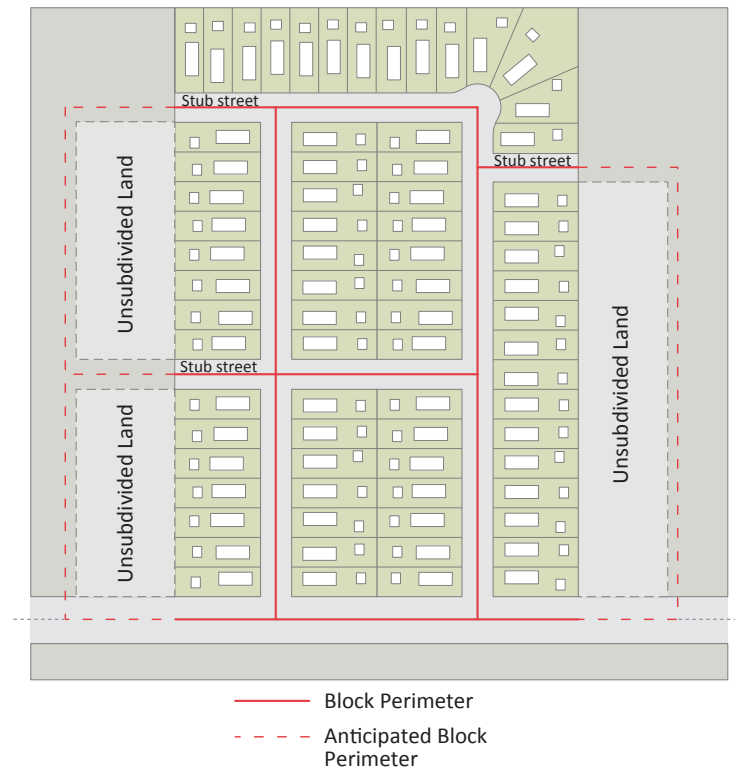 Stub street
Stub street
Unsubdivided Land
Unsubdivided Land
Stub street
Unsubdivided Land
Block Perimeter
Anticipated Block
Perimeter